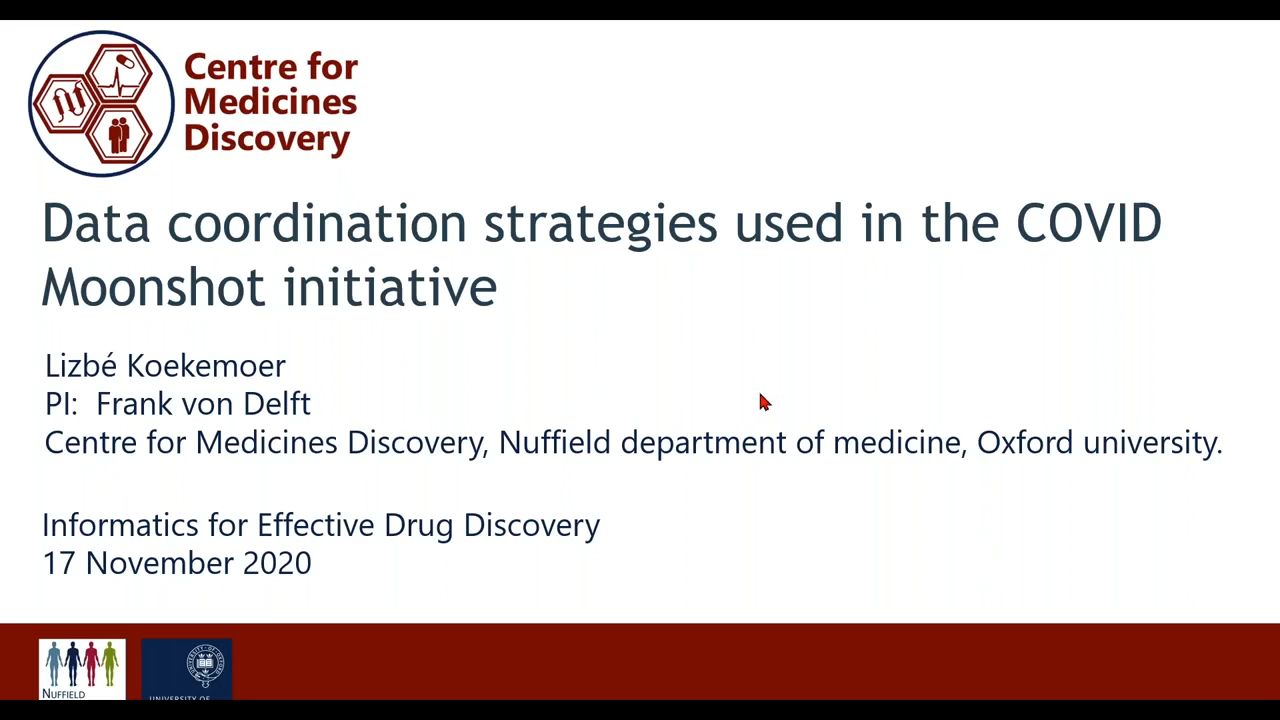 Centre for
Medicines
Discovery
Data coordination strategies used in the COVID
Moonshot initiative
Lizbé Koekemoer
PI:  Frank von Delft
Centre for Medicines Discovery, Nuffield department of medicine, Oxford university.
Informatics for Effective Drug Discovery
17 November 2020
NUFFIELD
UNIVERSITY OF